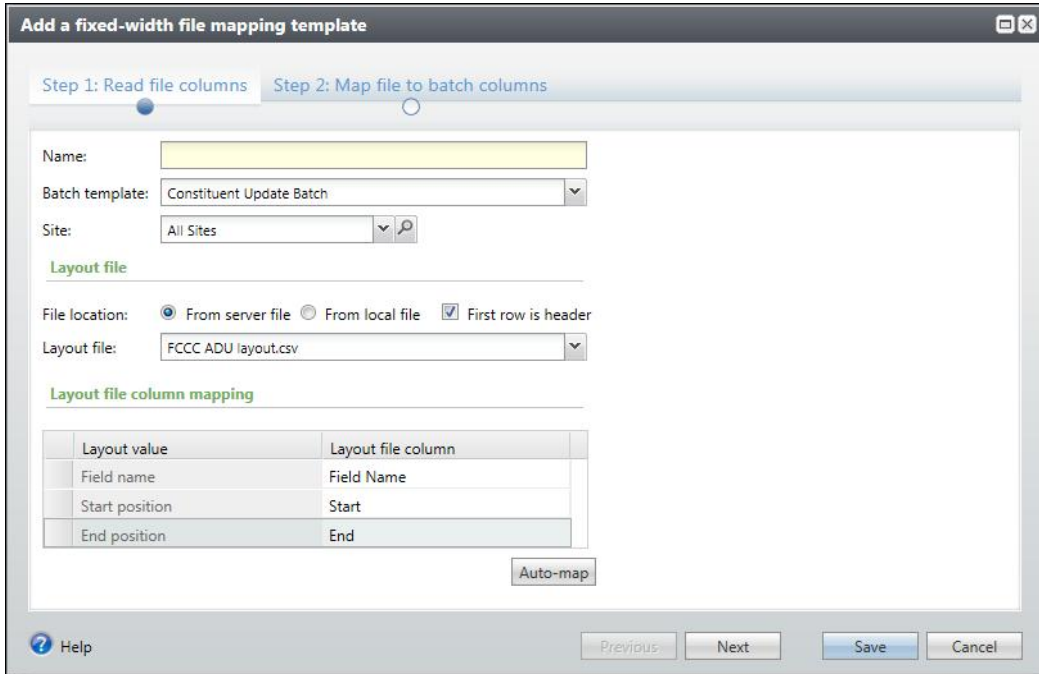 Add a fixed-width file mapping template
Step 1: Read file columns Step 2: Map file to batch columns
Name:
Batch template: Constituent Update Batch
Site: All Sites
Layout file
File location: From server file From local file First row is header
Layout file: FCCC ADU layout.csv
Layout file column mapping
Layout value Layout file column
Field name Field Name
Start position Start
End position End
Auto-map
Help Previous Next Save Cancel